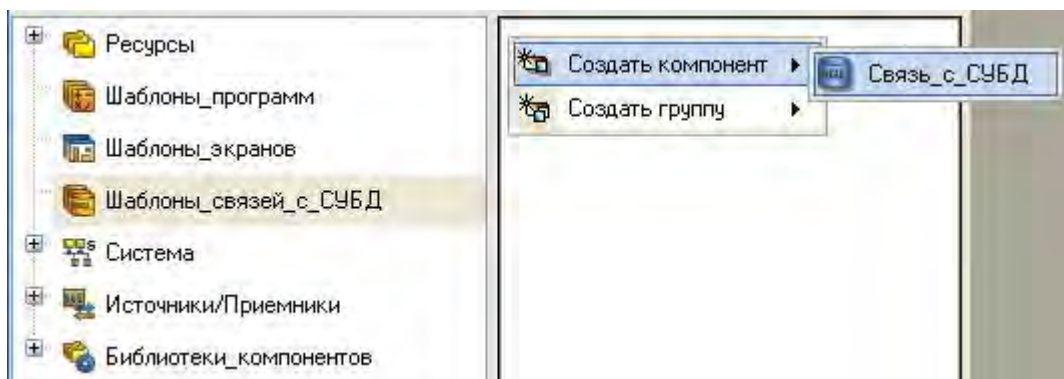 Ресурсы
Шаблоны_программ
Шаблоны_экранов
Шаблоны_связей_с_СУБД
Система
Источники/Приемники
Библиотеки_компонентов
Создать компонент
Связь_с_СУБД
Создать группу